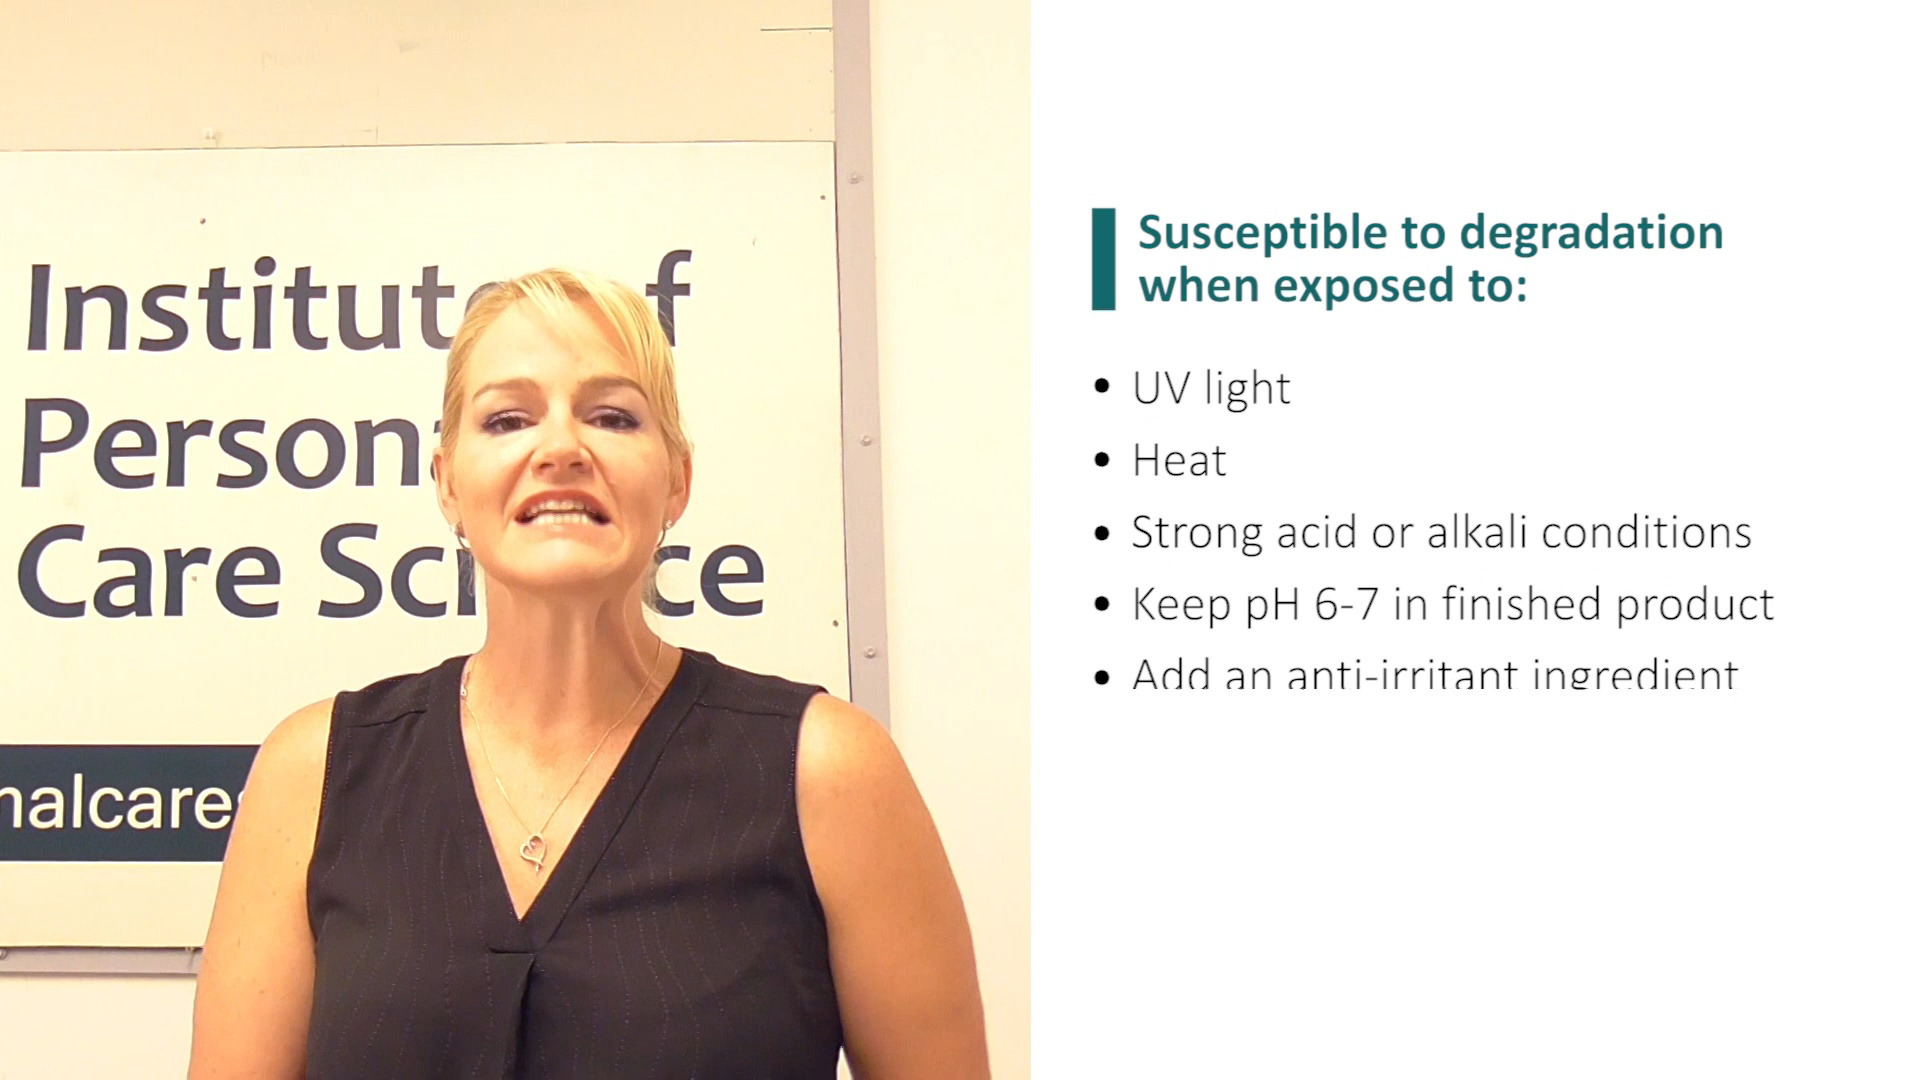 Institut f
Person
Care Sci ce
nalcare
Susceptible to degradation
when exposed to:
• UV light
• Heat
• Strong acid or alkali conditions
• Keep pH 6-7 in finished product
• Add an anti-irritant ingredient